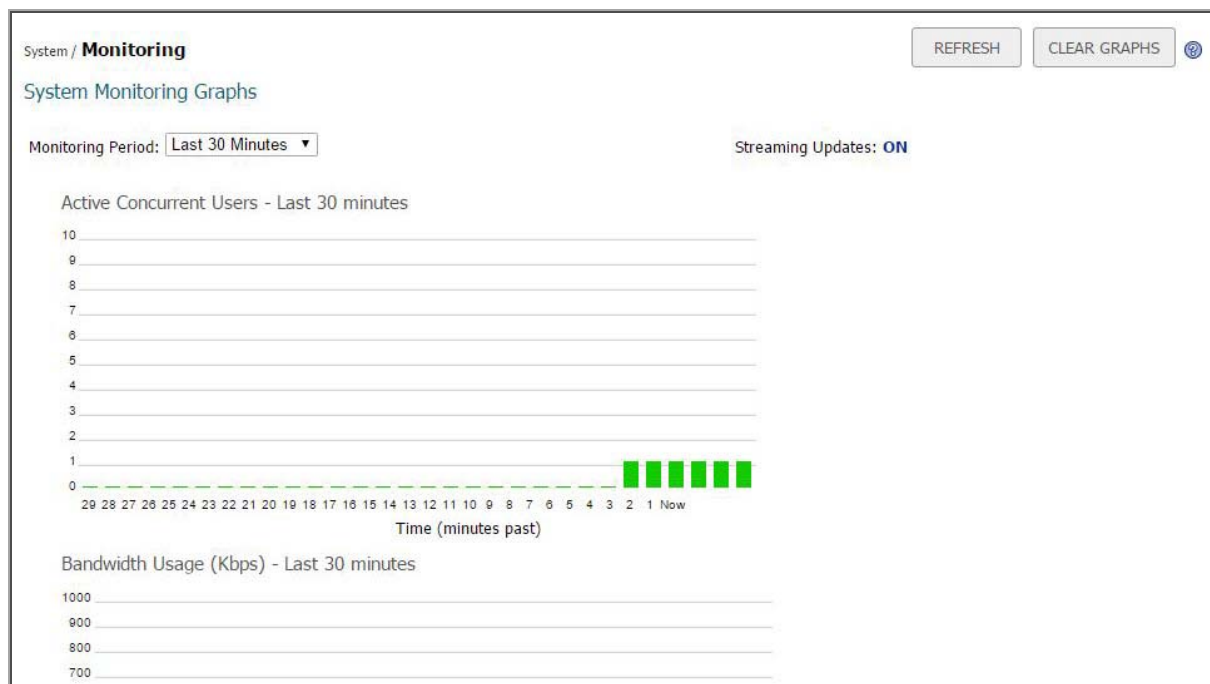 System / Monitoring
REFRESH
CLEAR GRAPHS
?
System Monitoring Graphs
Monitoring Period: Last 30 Minutes ▼
Streaming Updates: ON
Active Concurrent Users - Last 30 minutes
10
9
8
7
6
5
4
3
2
1
0
29 28 27 26 25 24 23 22 21 20 19 18 17 16 15 14 13 12 11 10 9 8 7 6 5 4 3 2 1 Now
Time (minutes past)
Bandwidth Usage (Kbps) - Last 30 minutes
1000
900
800
700